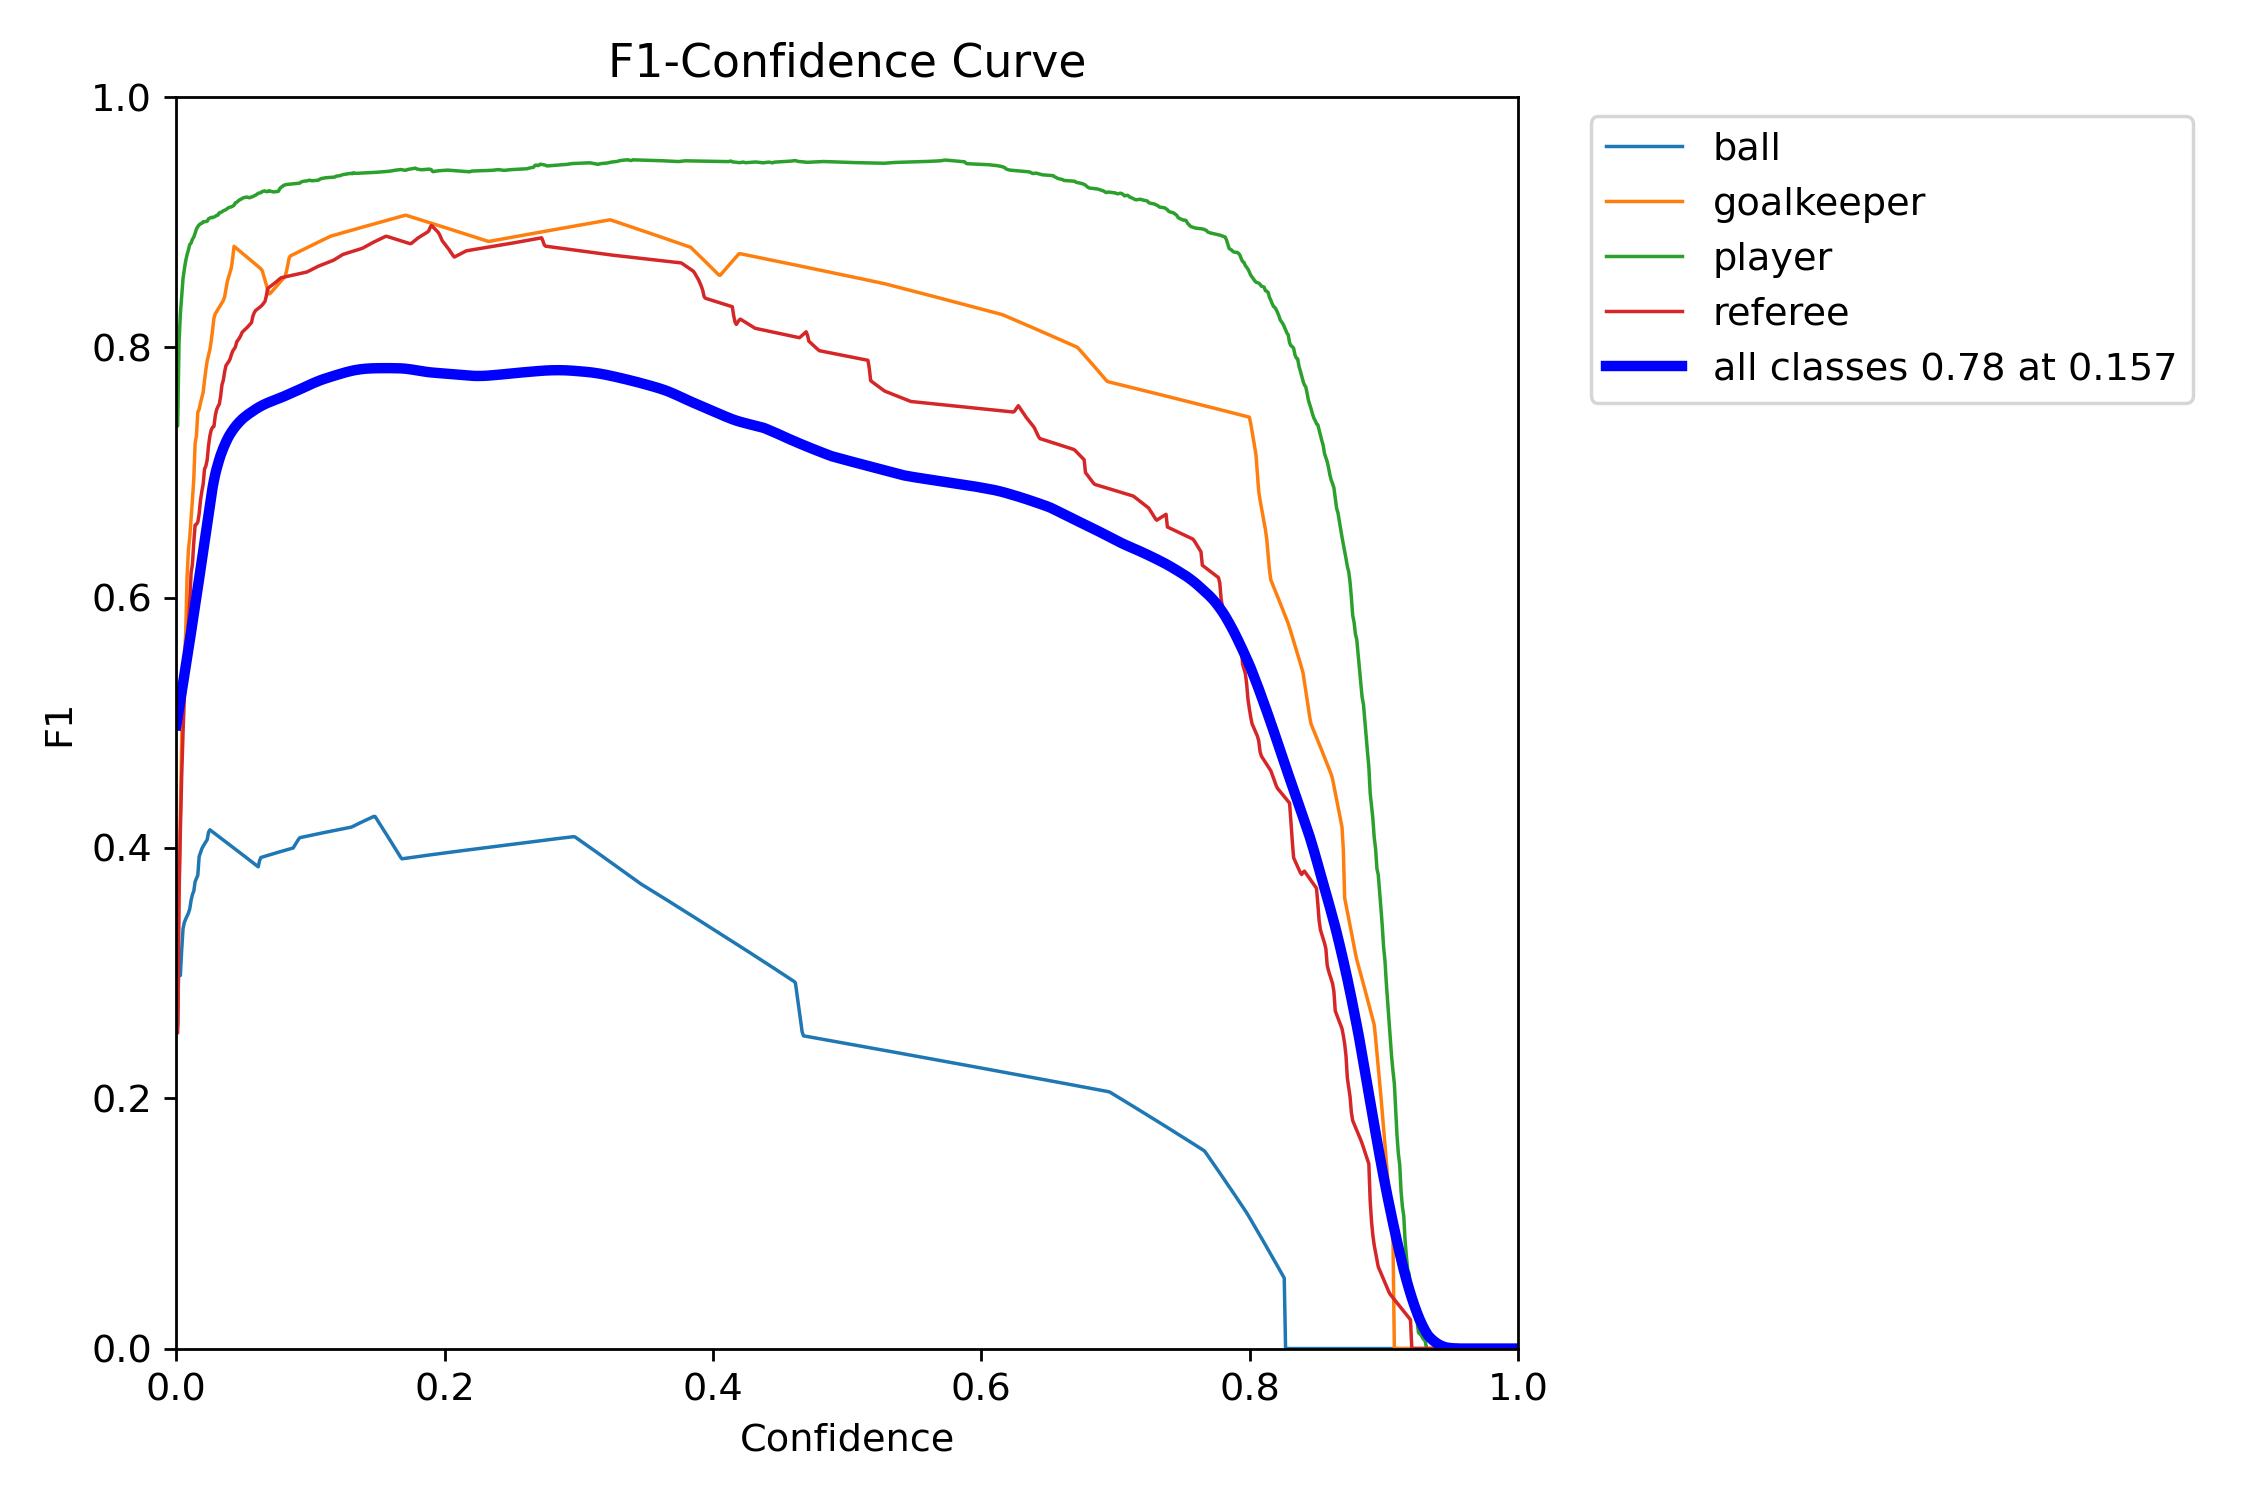 F1-Confidence Curve
1.0
0.8
0.6
0.4
0.2
0.0
F1
0.0 0.2 0.4 0.6 0.8 1.0
Confidence
ball
goalkeeper
player
referee
all classes 0.78 at 0.157